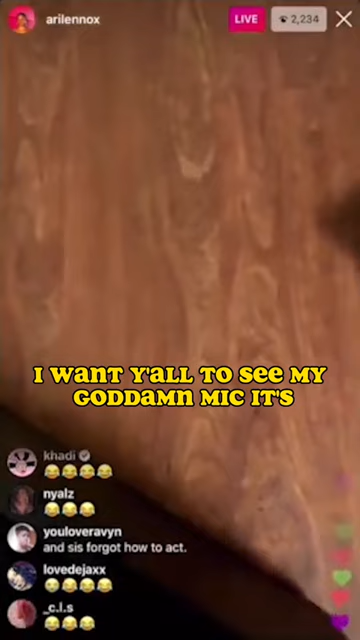 arilennox
LIVE
2,234
I WANT Y'ALL TO SEE MY
GODDAMN MIC IT'S
khadi
😂😂😂😂
nyalz
😂😂😂
youloveravyn
and sis forgot how to act.
lovedejaxx
😂😂😂😂
_c.l.s
😂😂😂